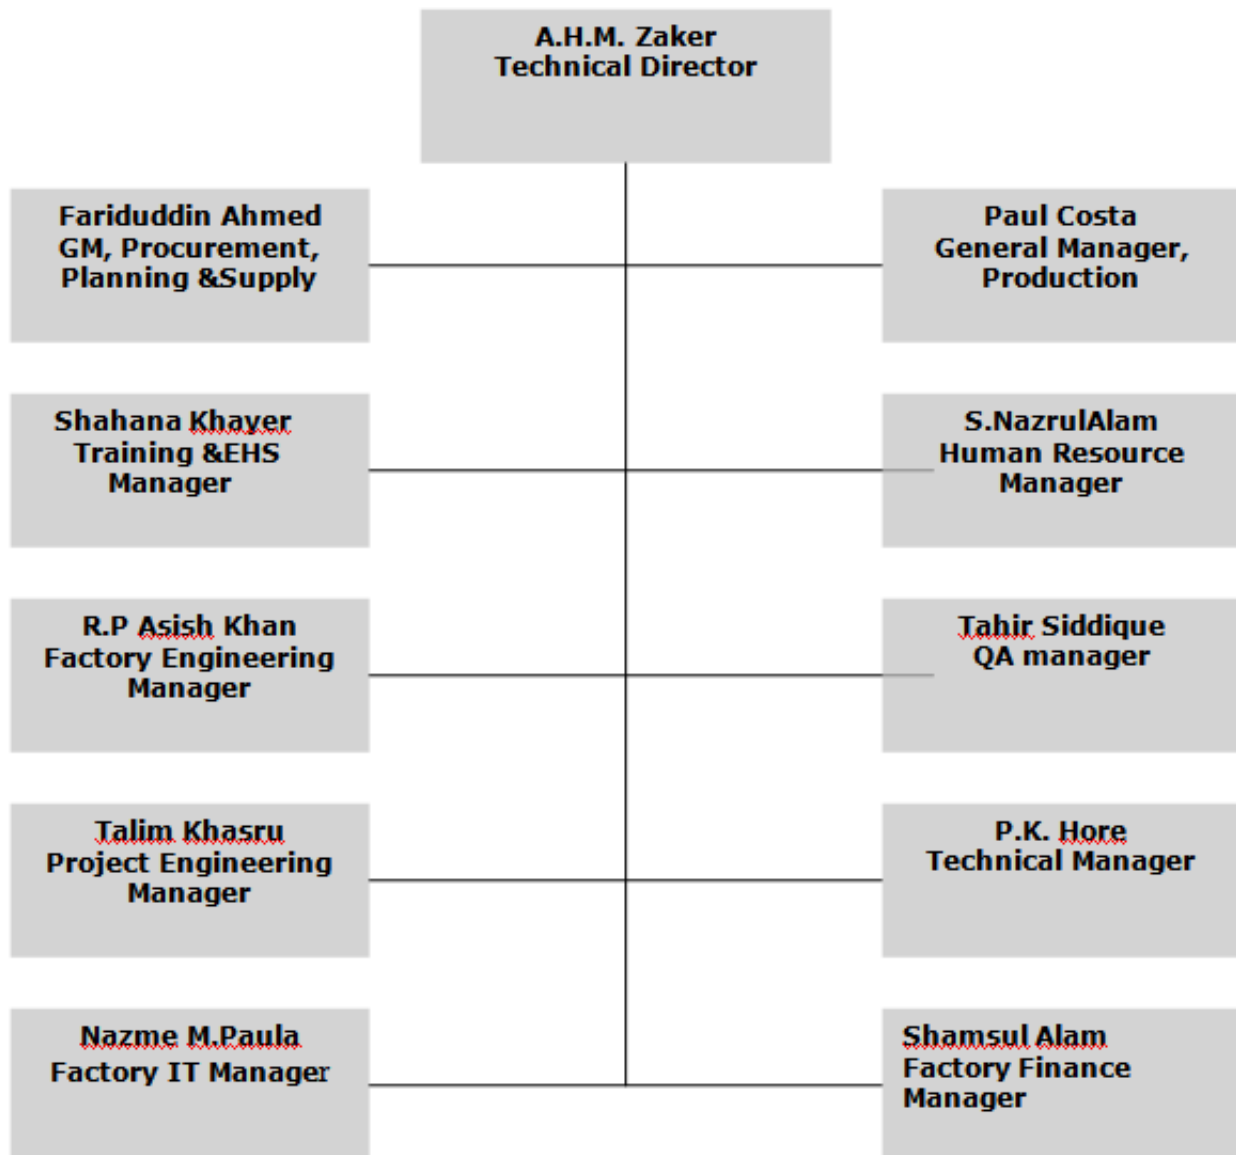 A.H.M. Zaker
Technical Director
Fariduddin Ahmed
GM, Procurement,
Planning &Supply
Paul Costa
General Manager,
Production
Shahana Khayer
Training &EHS
Manager
S.NazrulAlam
Human Resource
Manager
R.P Asish Khan
Factory Engineering
Manager
Tahir Siddique
QA manager
Talim Khasru
Project Engineering
Manager
P.K. Hore
Technical Manager
Nazme M.Paula
Factory IT Manager
Shamsul Alam
Factory Finance
Manager